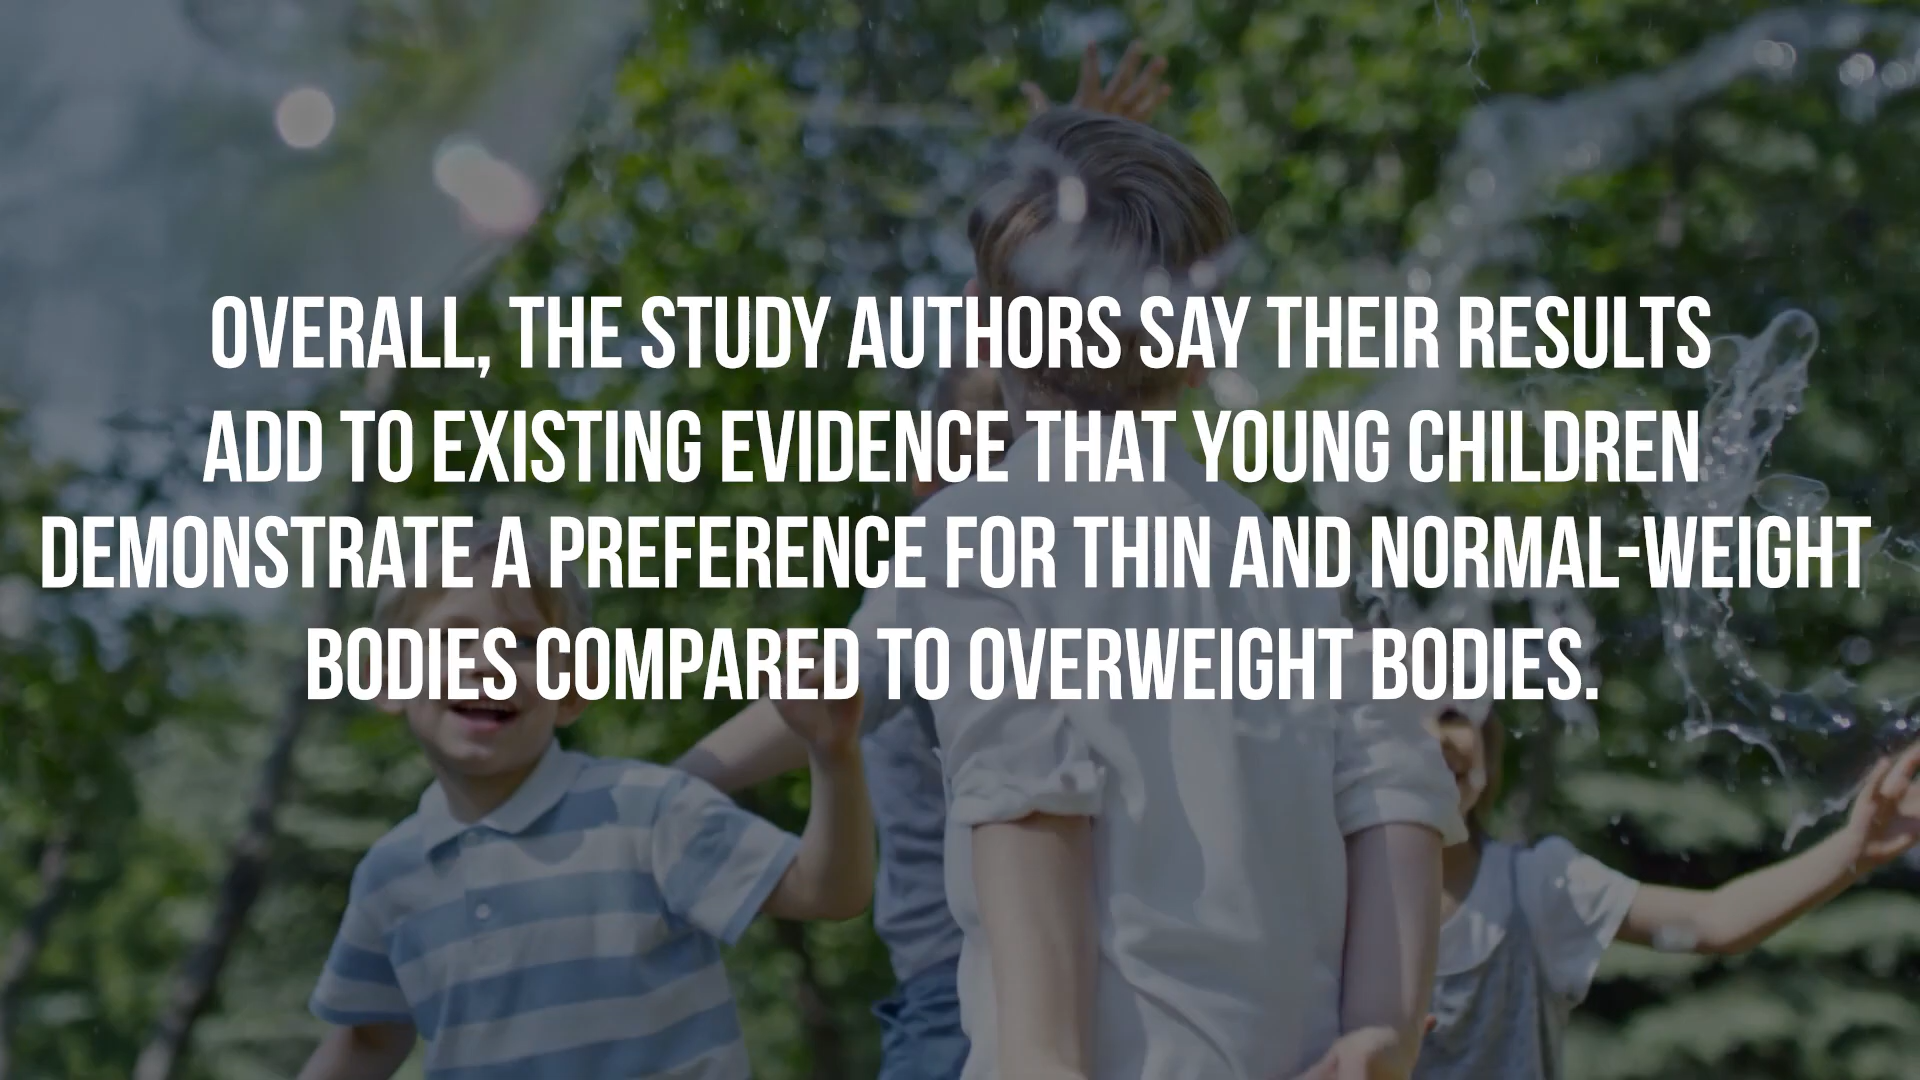 OVERALL, THE STUDY AUTHORS SAY THEIR RESULTS
ADD TO EXISTING EVIDENCE THAT YOUNG CHILDREN
DEMONSTRATE A PREFERENCE FOR THIN AND NORMAL-WEIGHT
BODIES COMPARED TO OVERWEIGHT BODIES.